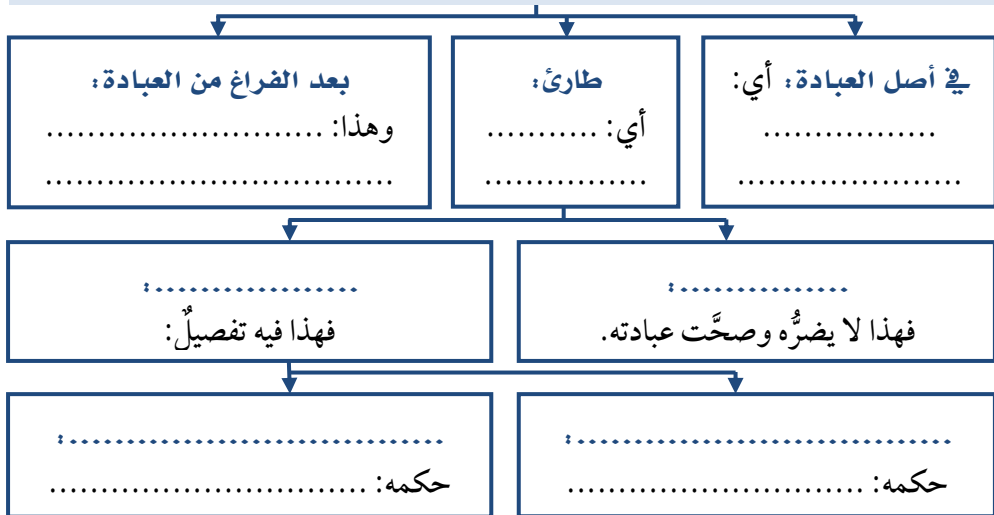 في أصل العبادة: أي:
.................
......................
طارئ:
أي: ...........
................
بعد الفراغ من العبادة:
وهذا: ...........................
..................................
................:
فهذا لا يضرُّه وصحَّت عبادته.
...................:
فهذا فيه تفصيلٌ:
..................................:
حكمه: .............................
..................................:
حكمه: ...............................